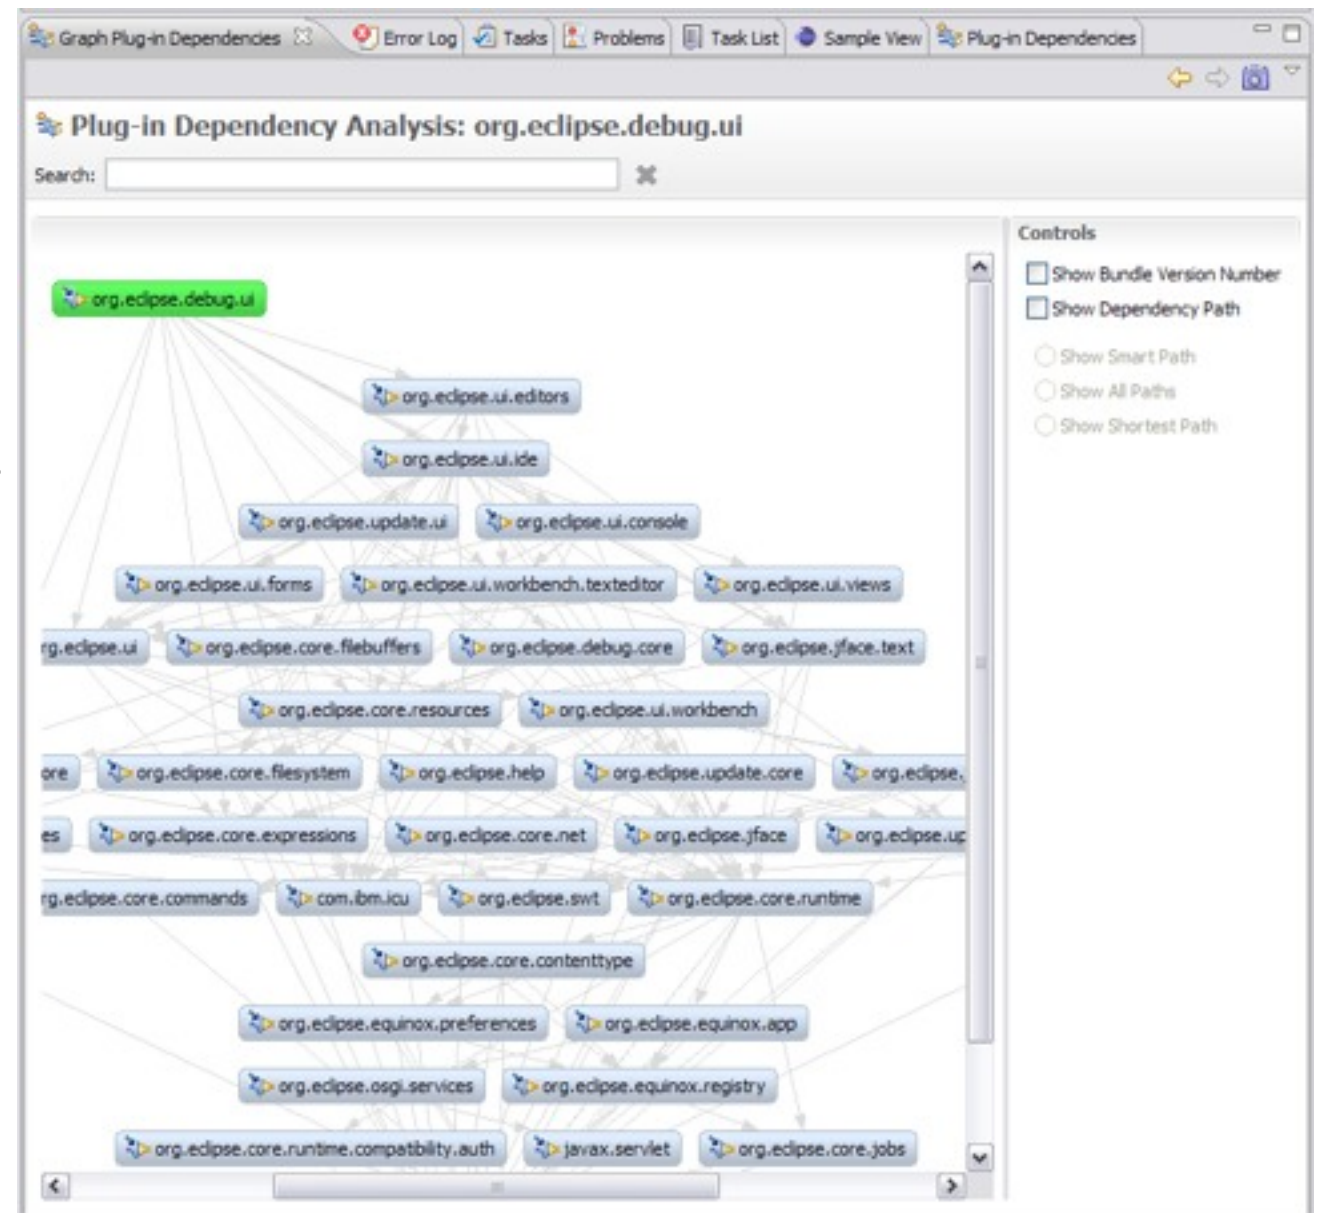 Graph Plug-in Dependencies Error Log Tasks Problems Task List Sample View Plug-in Dependencies
Plug-in Dependency Analysis: org.eclipse.debug.ui
Search:
Controls
Show Bundle Version Number
Show Dependency Path
Show Smart Path
Show All Paths
Show Shortest Path
org.eclipse.debug.ui
org.eclipse.ui.editors
org.eclipse.ui.ide
org.eclipse.update.ui org.eclipse.ui.console
org.eclipse.ui.forms org.eclipse.ui.workbench.texteditor org.eclipse.ui.views
rg.eclipse.ui org.eclipse.core.filebuffers org.eclipse.debug.core org.eclipse.jface.text
org.eclipse.core.resources org.eclipse.ui.workbench
ore org.eclipse.core.filesystem org.eclipse.help org.eclipse.update.core org.eclipse.
es org.eclipse.core.expressions org.eclipse.core.net org.eclipse.jface org.eclipse.up
rg.eclipse.core.commands com.ibm.icu org.eclipse.swt org.eclipse.core.runtime
org.eclipse.core.contenttype
org.eclipse.equinox.preferences org.eclipse.equinox.app
org.eclipse.osgi.services org.eclipse.equinox.registry
org.eclipse.core.runtime.compatibility.auth javax.servlet org.eclipse.core.jobs